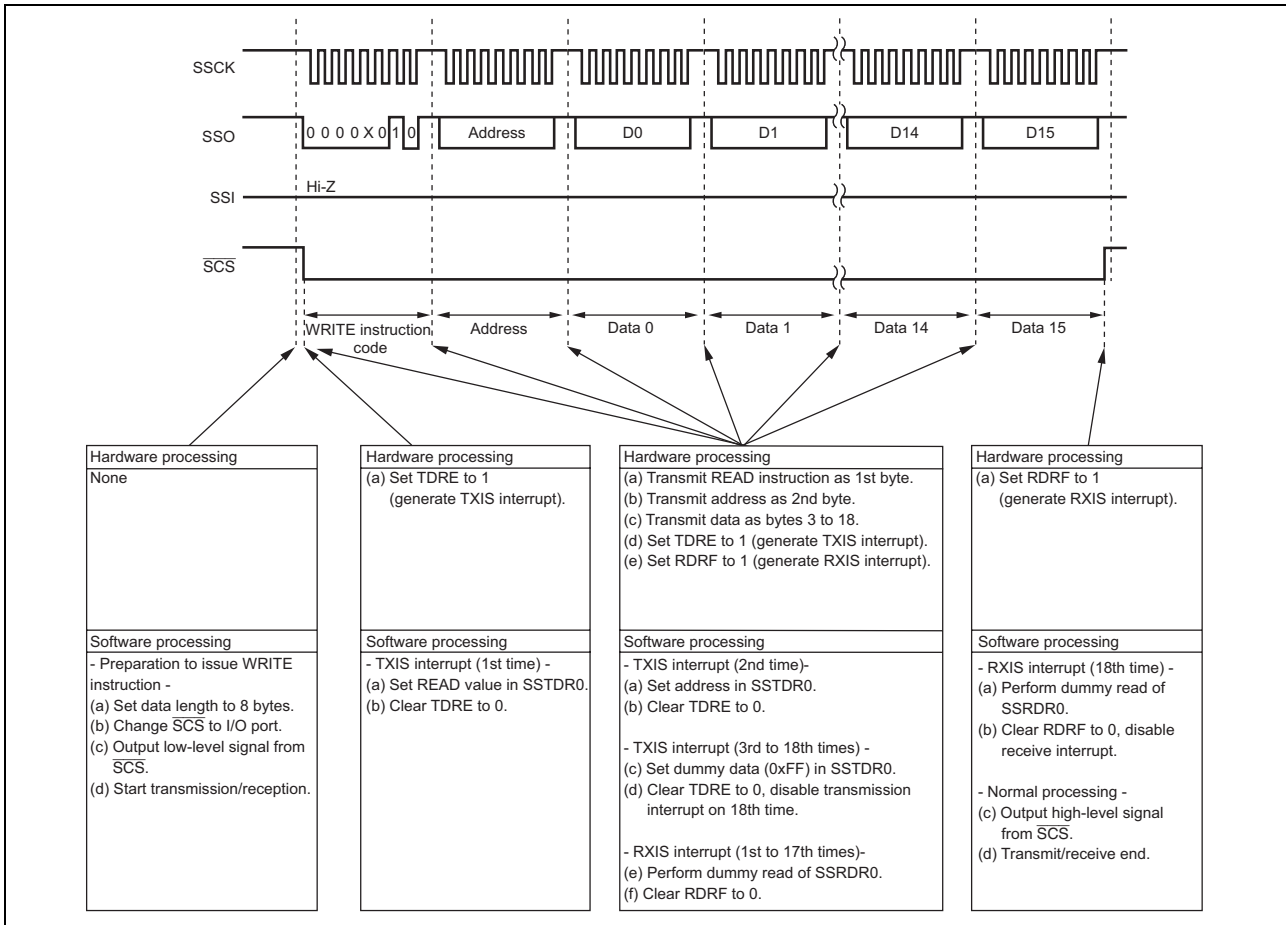 SSCK
SSO
0 0 0 0 X 0 1 0
Address
D0
D1
D14
D15
SSI
Hi-Z
SCS
WRITE instruction
code
Address
Data 0
Data 1
Data 14
Data 15
Hardware processing
None
Software processing
- Preparation to issue WRITE
instruction -
(a) Set data length to 8 bytes.
(b) Change SCS to I/O port.
(c) Output low-level signal from
SCS.
(d) Start transmission/reception.
Hardware processing
(a) Set TDRE to 1
(generate TXIS interrupt).
Software processing
- TXIS interrupt (1st time) -
(a) Set READ value in SSTDR0.
(b) Clear TDRE to 0.
Hardware processing
(a) Transmit READ instruction as 1st byte.
(b) Transmit address as 2nd byte.
(c) Transmit data as bytes 3 to 18.
(d) Set TDRE to 1 (generate TXIS interrupt).
(e) Set RDRF to 1 (generate RXIS interrupt).
Software processing
- TXIS interrupt (2nd time)-
(a) Set address in SSTDR0.
(b) Clear TDRE to 0.
- TXIS interrupt (3rd to 18th times) -
(c) Set dummy data (0xFF) in SSTDR0.
(d) Clear TDRE to 0, disable transmission
interrupt on 18th time.
- RXIS interrupt (1st to 17th times)-
(e) Perform dummy read of SSRDR0.
(f) Clear RDRF to 0.
Hardware processing
(a) Set RDRF to 1
(generate RXIS interrupt).
Software processing
- RXIS interrupt (18th time) -
(a) Perform dummy read of
SSRDR0.
(b) Clear RDRF to 0, disable
receive interrupt.
- Normal processing -
(c) Output high-level signal
from SCS.
(d) Transmit/receive end.